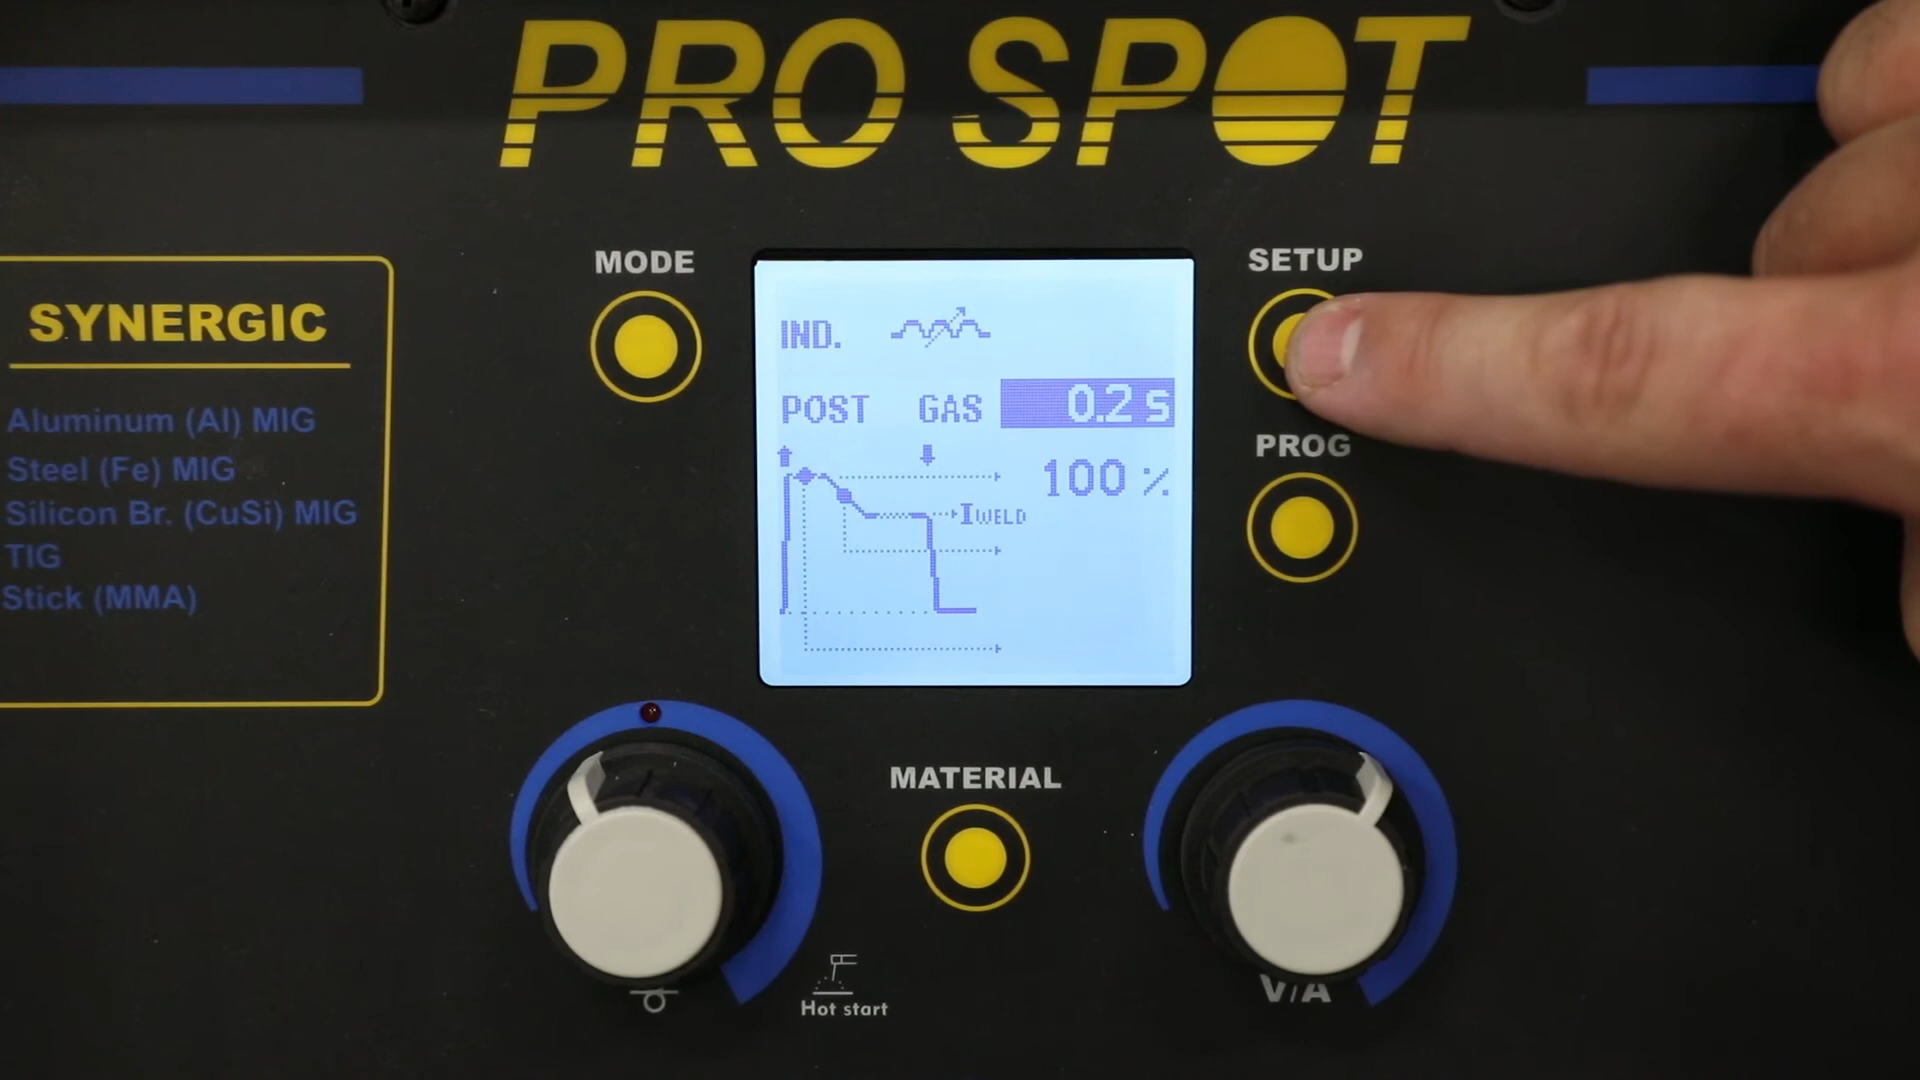 PRO SPOT
MODE
SETUP
SYNERGIC
Aluminum (Al) MIG
Steel (Fe) MIG
Silicon Br. (CuSi) MIG
TIG
Stick (MMA)
IND.
POST GAS 0.2 s
100 %
IWELD
PROG
MATERIAL
Hot start
V/A